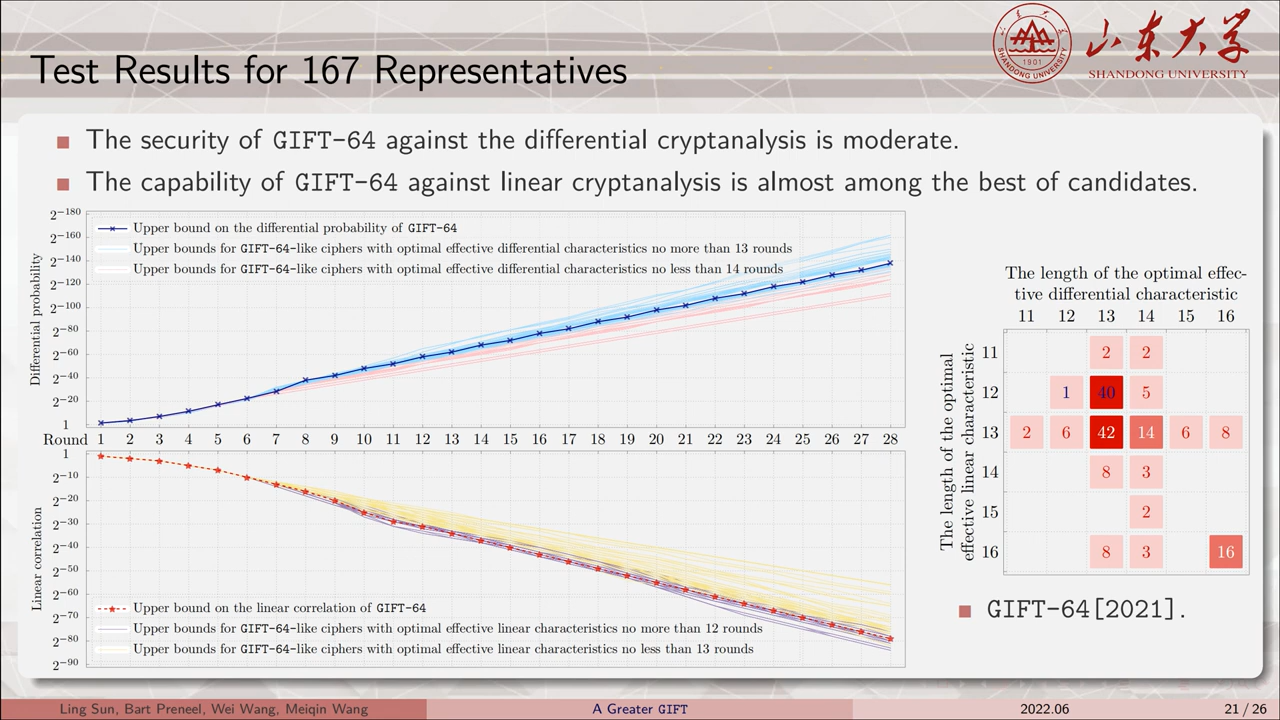 山东大学
SHANDONG UNIVERSITY
1901
SHANDONG UNIVERSITY
Test Results for 167 Representatives
The security of GIFT-64 against the differential cryptanalysis is moderate.
The capability of GIFT-64 against linear cryptanalysis is almost among the best of candidates.
Upper bound on the differential probability of GIFT-64
Upper bounds for GIFT-64-like ciphers with optimal effective differential characteristics no more than 13 rounds
Upper bounds for GIFT-64-like ciphers with optimal effective differential characteristics no less than 14 rounds
Differential probability
2^-180
2^-160
2^-140
2^-120
2^-100
2^-80
2^-60
2^-40
2^-20
1
Round 1 2 3 4 5 6 7 8 9 10 11 12 13 14 15 16 17 18 19 20 21 22 23 24 25 26 27 28
1
2^-10
2^-20
2^-30
2^-40
2^-50
2^-60
2^-70
2^-80
2^-90
Linear correlation
Upper bound on the linear correlation of GIFT-64
Upper bounds for GIFT-64-like ciphers with optimal effective linear characteristics no more than 12 rounds
Upper bounds for GIFT-64-like ciphers with optimal effective linear characteristics no less than 13 rounds
The length of the optimal effec-
tive differential characteristic
11 12 13 14 15 16
The length of the optimal
effective linear characteristic
11 2 2
12 1 40 5
13 2 6 42 14 6 8
14 8 3
15 2
16 8 3 16
GIFT-64[2021].
Ling Sun, Bart Preneel, Wei Wang, Meiqin Wang
A Greater GIFT
2022.06
21 / 26